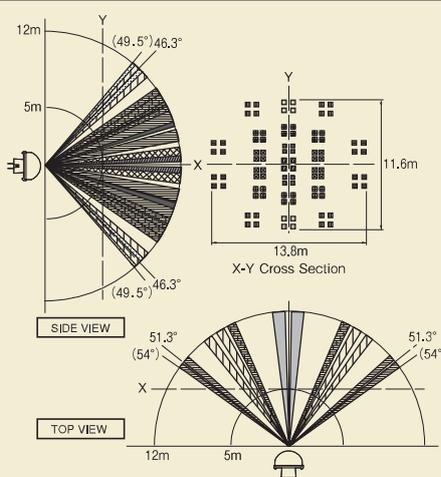 Y
12m
(49.5°) 46.3°
5m
X
(49.5°) 46.3°
SIDE VIEW
Y
X
11.6m
13.8m
X-Y Cross Section
51.3°
(54°)
51.3°
(54°)
X
TOP VIEW
12m
5m